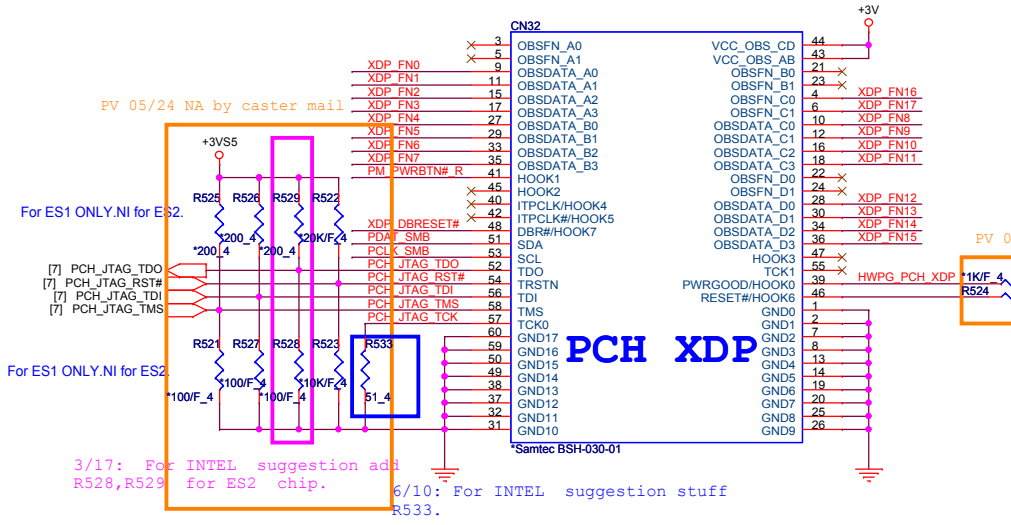 +3V
CN32
3 OBSFN_A0 VCC_OBS_CD 44
5 OBSFN_A1 VCC_OBS_AB 43
XDP_FN0 9 OBSDATA_A0 OBSFN_B0 21
XDP_FN1 11 OBSDATA_A1 OBSFN_B1 23
XDP_FN2 15 OBSDATA_A2 OBSFN_C0 4 XDP_FN16
XDP_FN3 17 OBSDATA_A3 OBSFN_C1 6 XDP_FN17
XDP_FN4 27 OBSDATA_B0 OBSDATA_C0 10 XDP_FN8
XDP_FN5 29 OBSDATA_B1 OBSDATA_C1 12 XDP_FN9
XDP_FN6 33 OBSDATA_B2 OBSDATA_C2 16 XDP_FN10
XDP_FN7 35 OBSDATA_B3 OBSDATA_C3 18 XDP_FN11
PM_PWRBTN#_R 41 HOOK1 OBSFN_D0 22
45 HOOK2 OBSFN_D1 24
40 ITPCLK/HOOK4 OBSDATA_D0 28 XDP_FN12
42 ITPCLK#/HOOK5 OBSDATA_D1 30 XDP_FN13
XDP_DBRESET# 48 DBR#/HOOK7 OBSDATA_D2 34 XDP_FN14
PDAT_SMB 51 SDA OBSDATA_D3 36 XDP_FN15
PCLK_SMB 53 SCL HOOK3 47
PCH_JTAG_TDO 52 TDO TCK1 55
PCH_JTAG_RST# 54 TRSTN PWRGOOD/HOOK0 39 HWPG_PCH_XDP
PCH_JTAG_TDI 56 TDI RESET#/HOOK6 46
PCH_JTAG_TMS 58 TMS GND0 1
PCH_JTAG_TCK 57 TCK0 GND1 2
60 GND17 GND2 7
59 GND16 GND3 8
50 GND15 GND4 13
49 GND14 GND5 14
38 GND13 GND6 19
37 GND12 GND7 20
32 GND11 GND8 25
31 GND10 GND9 26
PCH XDP
*Samtec BSH-030-01
PV 05/24 NA by caster mail
+3VS5
R525 R526 R529 R522
For ES1 ONLY.NI for ES2.
*200_4 *200_4 *200_4 *20K/F_4
[7] PCH_JTAG_TDO
[7] PCH_JTAG_RST#
[7] PCH_JTAG_TDI
[7] PCH_JTAG_TMS
R521 R527 R528 R523 R533
For ES1 ONLY.NI for ES2.
*100/F_4 *100/F_4 *100/F_4 *10K/F_4 51_4
3/17: For INTEL suggestion add
R528,R529 for ES2 chip.
6/10: For INTEL suggestion stuff
R533.
PV 0
*1K/F_4
R524